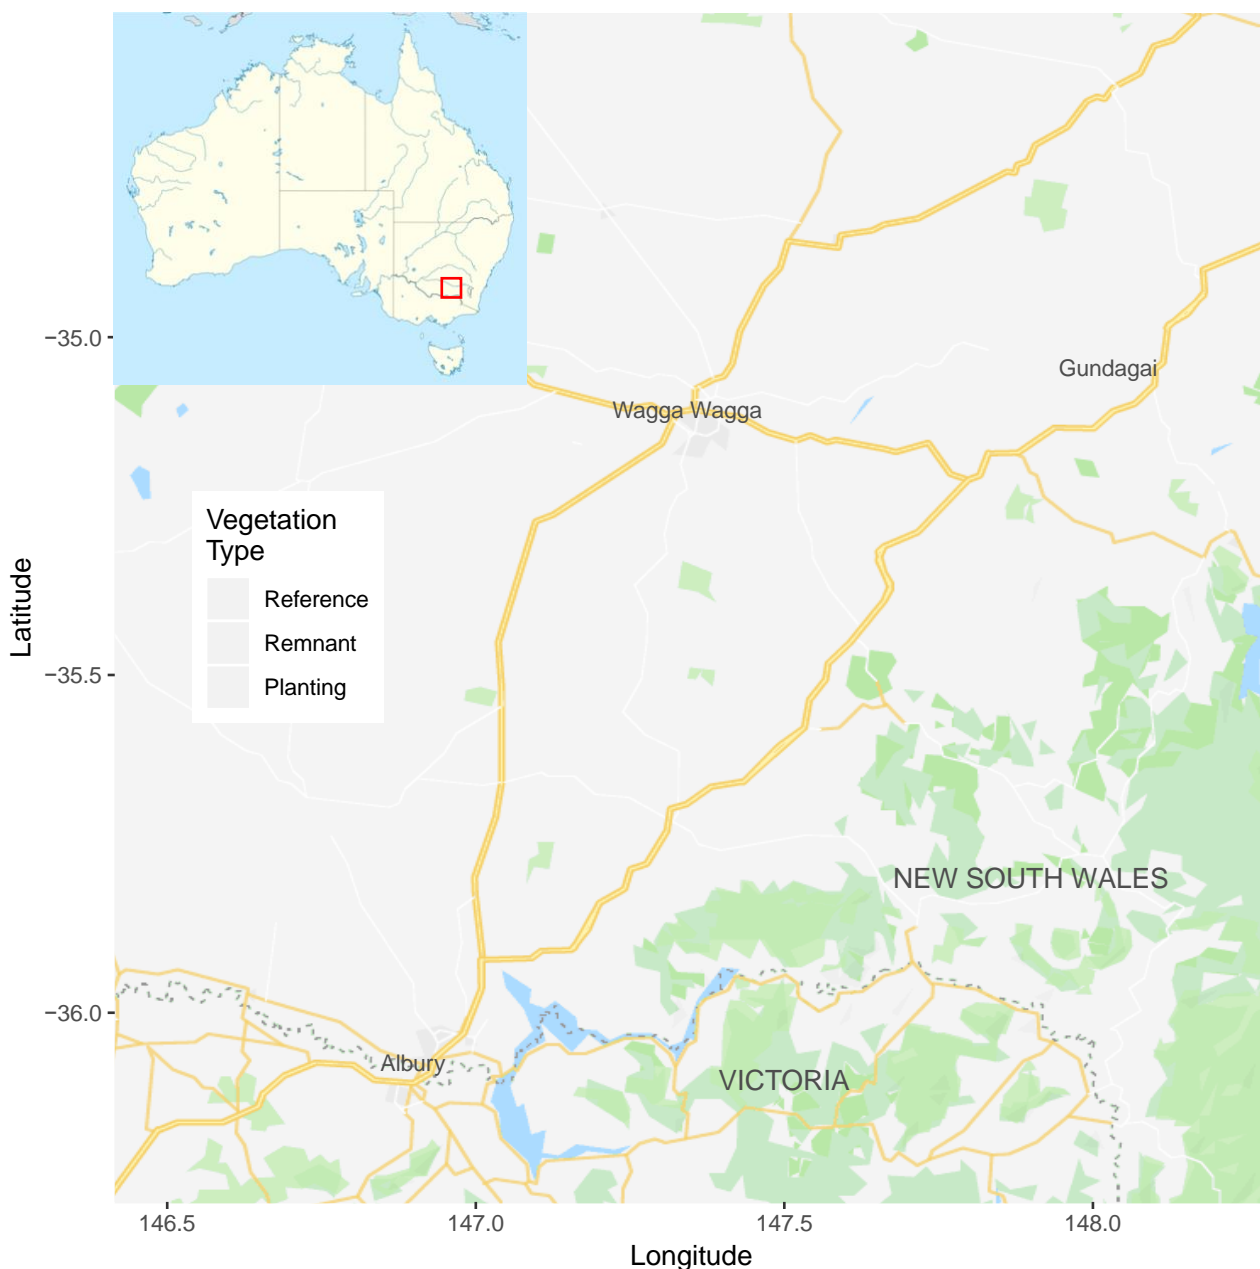 −35.0
−35.5
−36.0
Latitude
Gundagai
Wagga Wagga
Vegetation
Type
Reference
Remnant
Planting
NEW SOUTH WALES
Albury
VICTORIA
146.5
147.0
147.5
148.0
Longitude